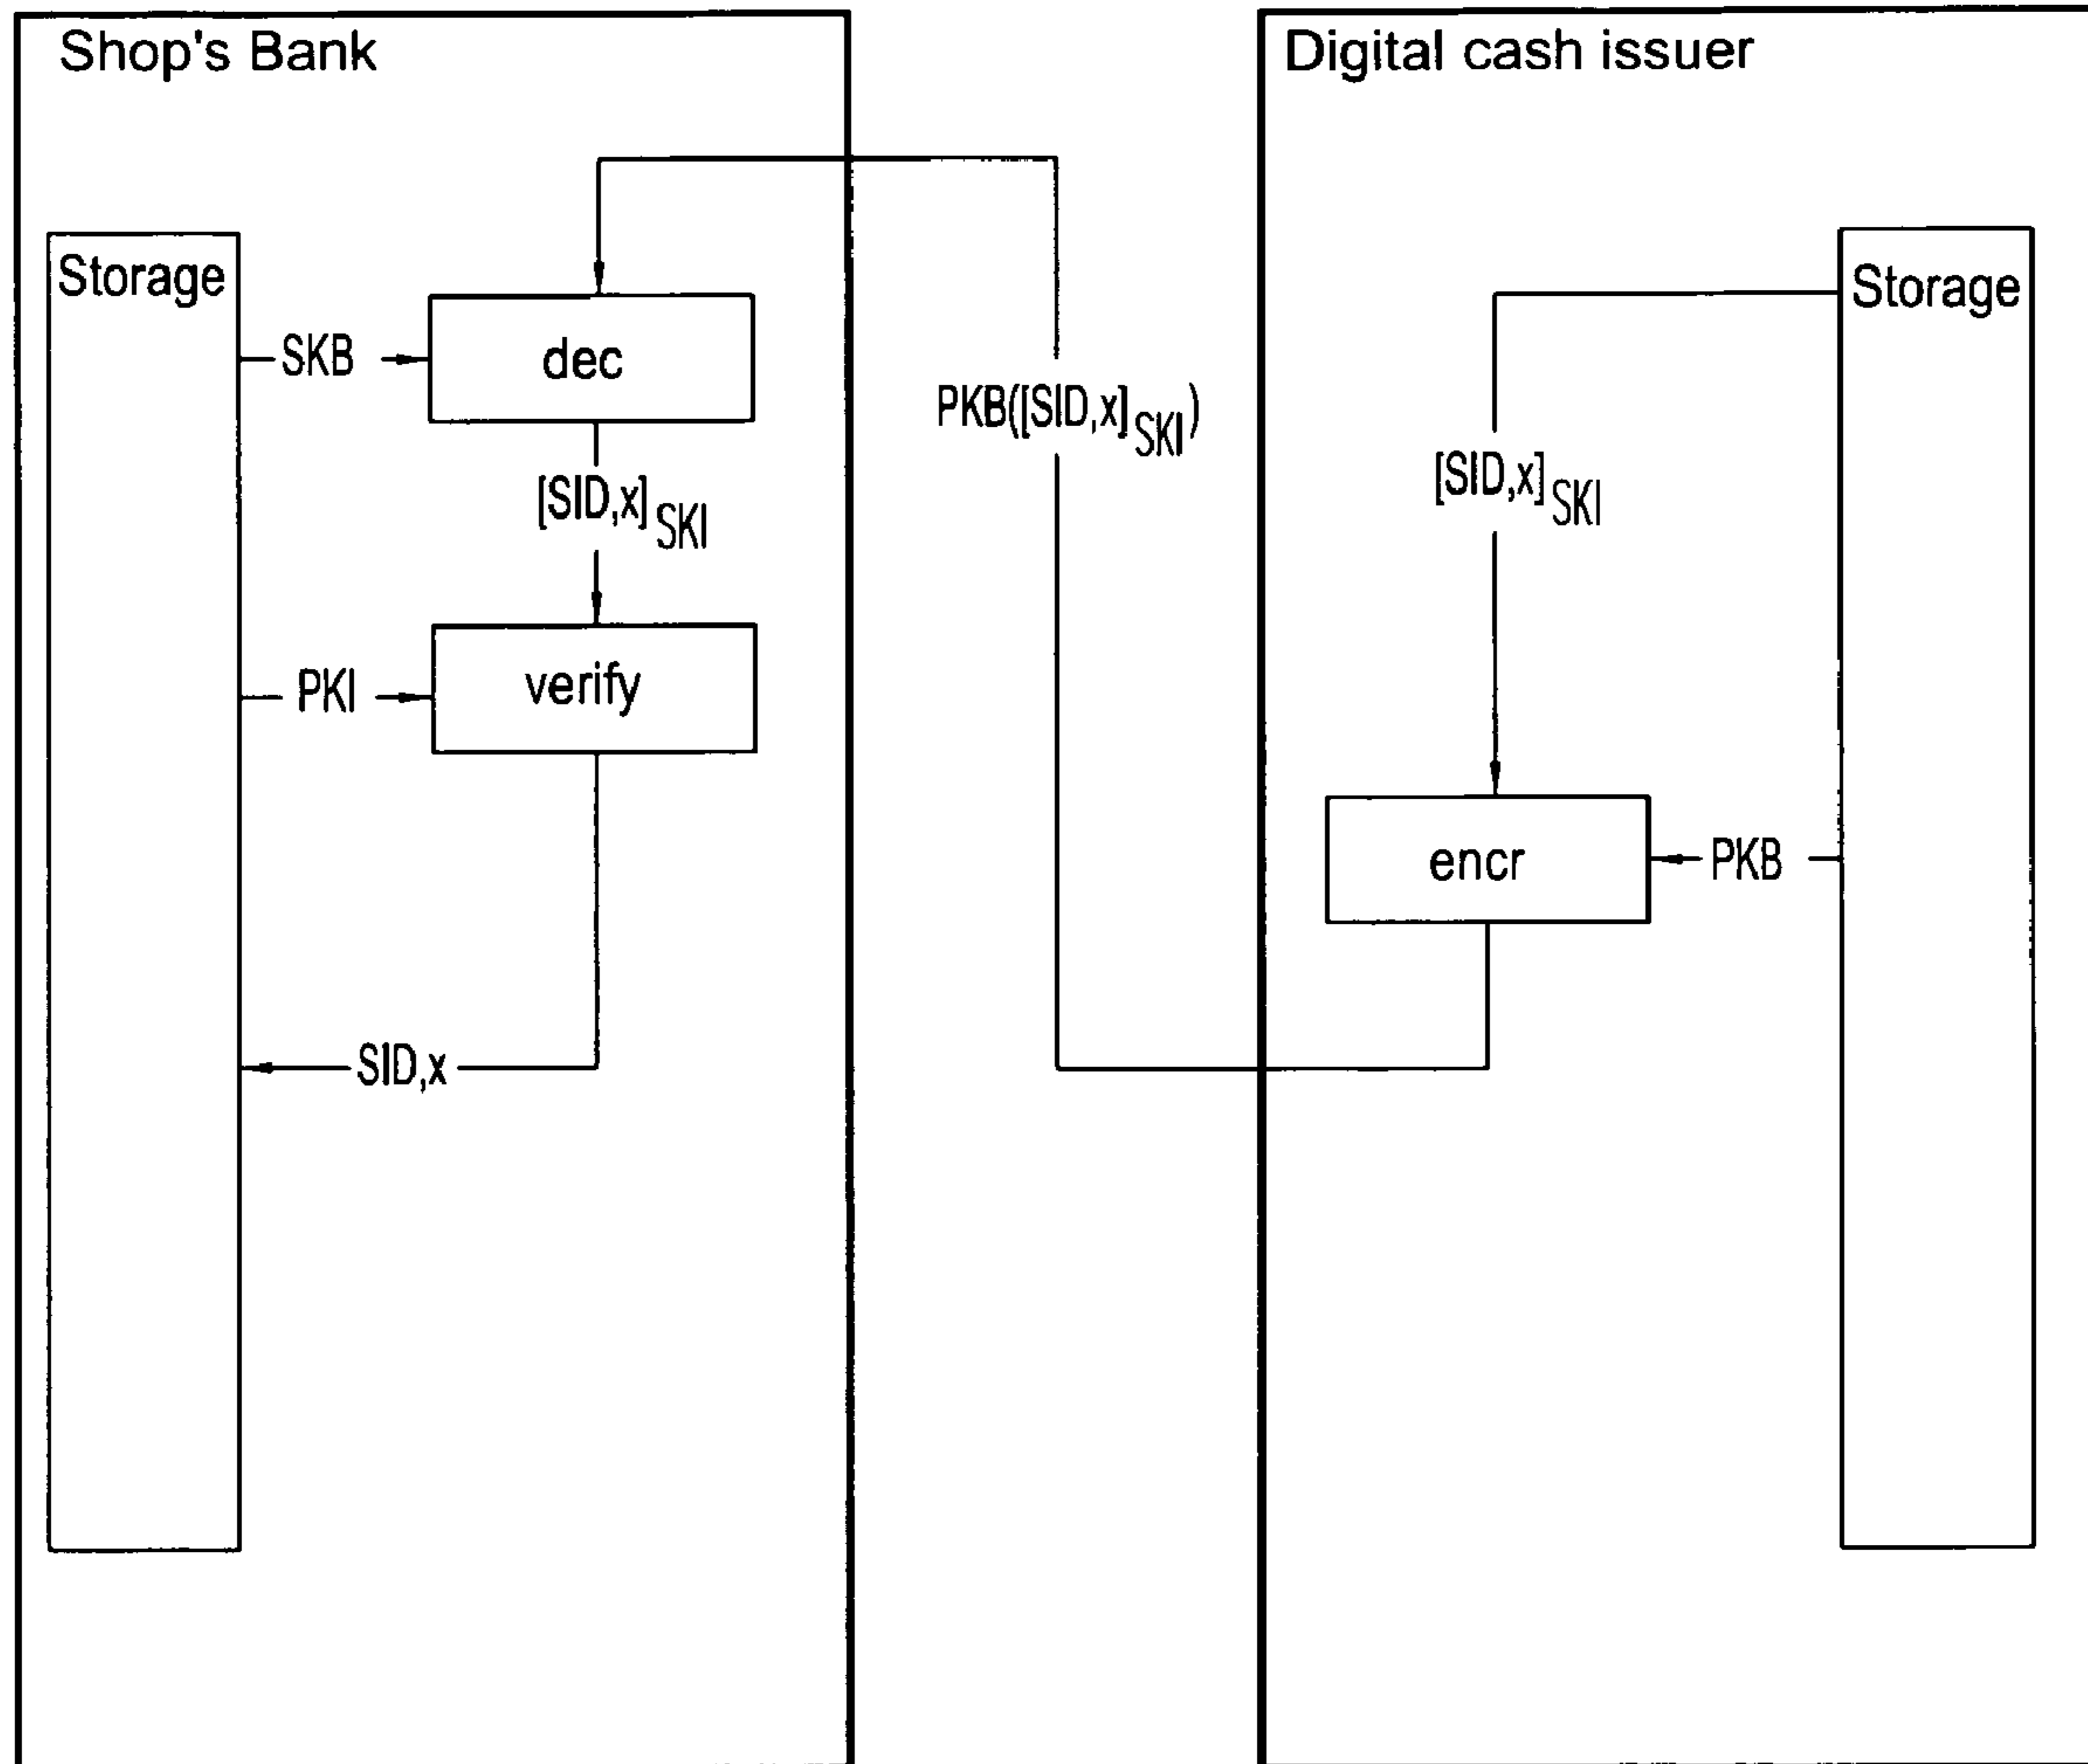 Shop's Bank
Storage
SKB
dec
[SID,x]SKI
PKI
verify
SID,x
PKB([SID,x]SKI)
Digital cash issuer
Storage
[SID,x]SKI
encr
PKB